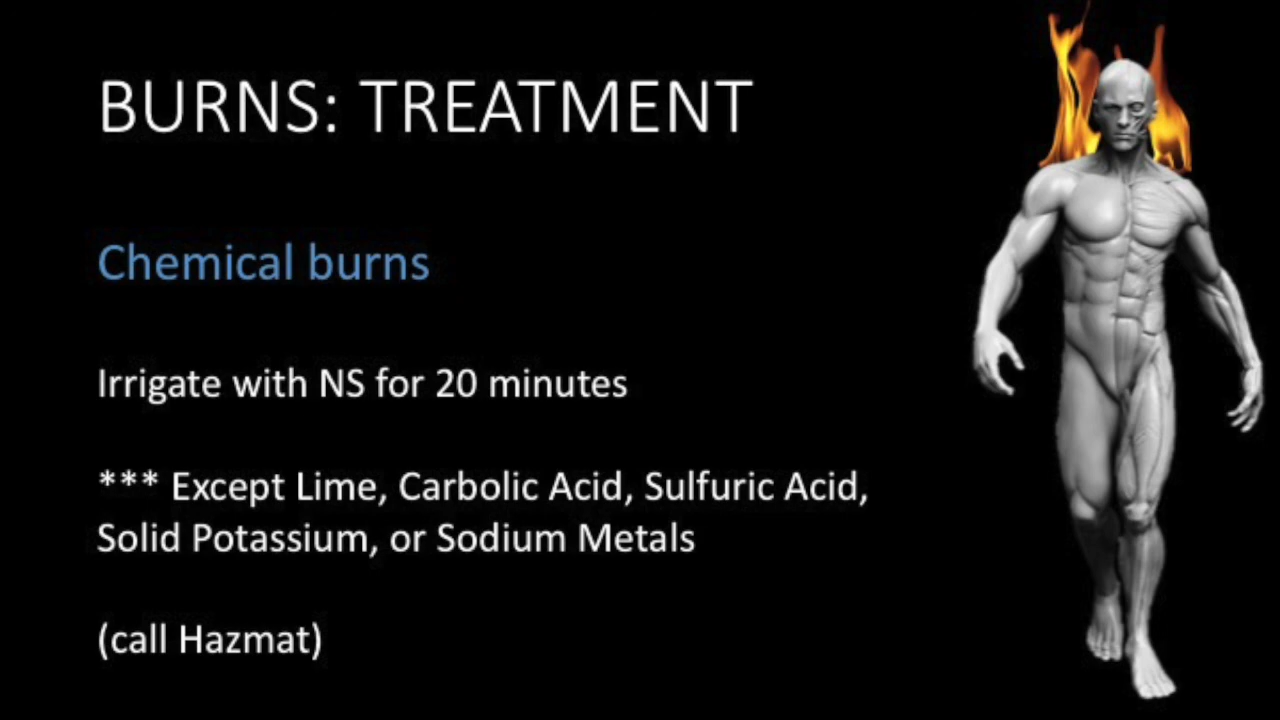 BURNS: TREATMENT
Chemical burns
Irrigate with NS for 20 minutes
*** Except Lime, Carbolic Acid, Sulfuric Acid,
Solid Potassium, or Sodium Metals
(call Hazmat)